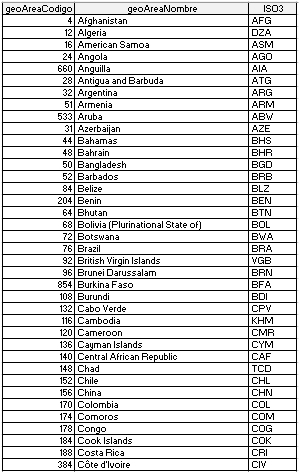 geoAreaCodigo geoAreaNombre ISO3
4 Afghanistan AFG
12 Algeria DZA
16 American Samoa ASM
24 Angola AGO
660 Anguilla AIA
28 Antigua and Barbuda ATG
32 Argentina ARG
51 Armenia ARM
533 Aruba ABW
31 Azerbaijan AZE
44 Bahamas BHS
48 Bahrain BHR
50 Bangladesh BGD
52 Barbados BRB
84 Belize BLZ
204 Benin BEN
64 Bhutan BTN
68 Bolivia (Plurinational State of) BOL
72 Botswana BWA
76 Brazil BRA
92 British Virgin Islands VGB
96 Brunei Darussalam BRN
854 Burkina Faso BFA
108 Burundi BDI
132 Cabo Verde CPV
116 Cambodia KHM
120 Cameroon CMR
136 Cayman Islands CYM
140 Central African Republic CAF
148 Chad TCD
152 Chile CHL
156 China CHN
170 Colombia COL
174 Comoros COM
178 Congo COG
184 Cook Islands COK
188 Costa Rica CRI
384 Côte d'Ivoire CIV